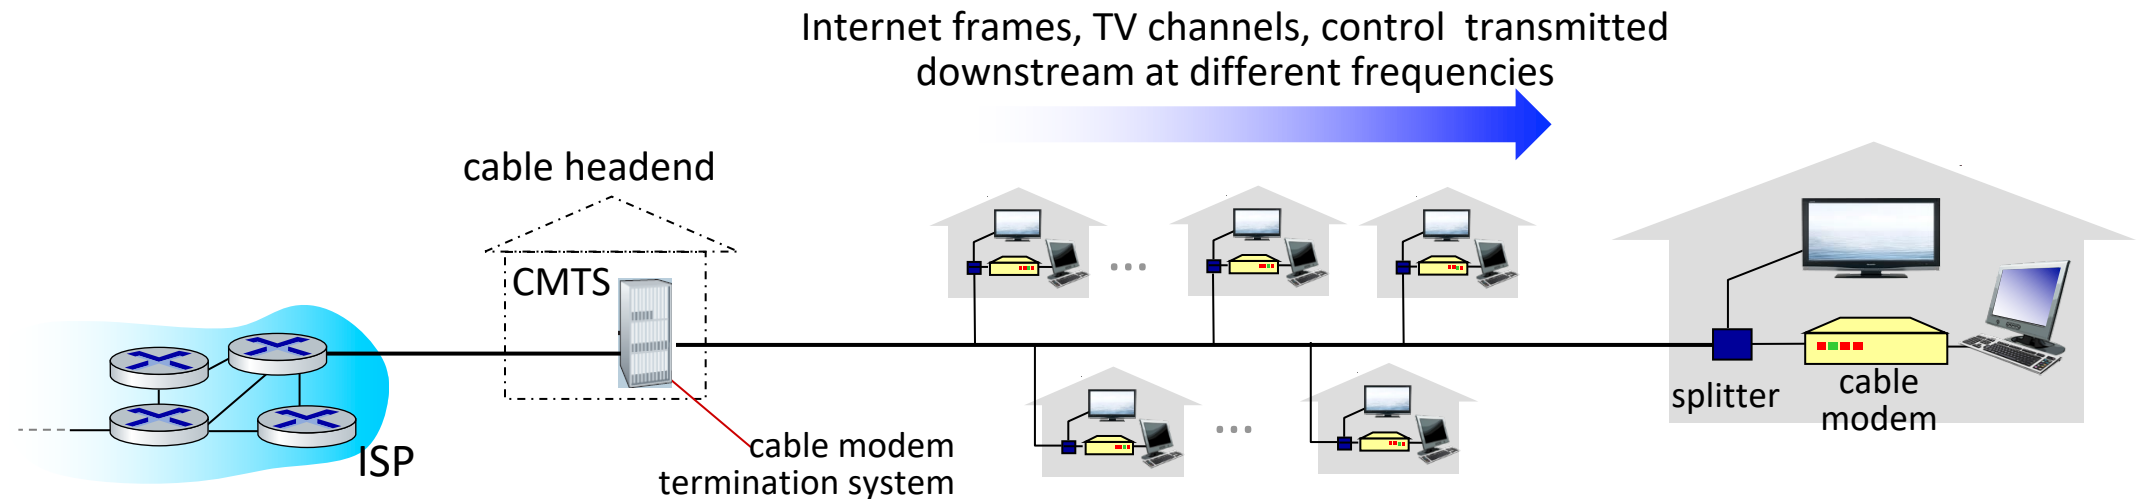 Internet frames, TV channels, control transmitted
downstream at different frequencies
cable headend
CMTS
ISP
cable modem
termination system
splitter
cable
modem